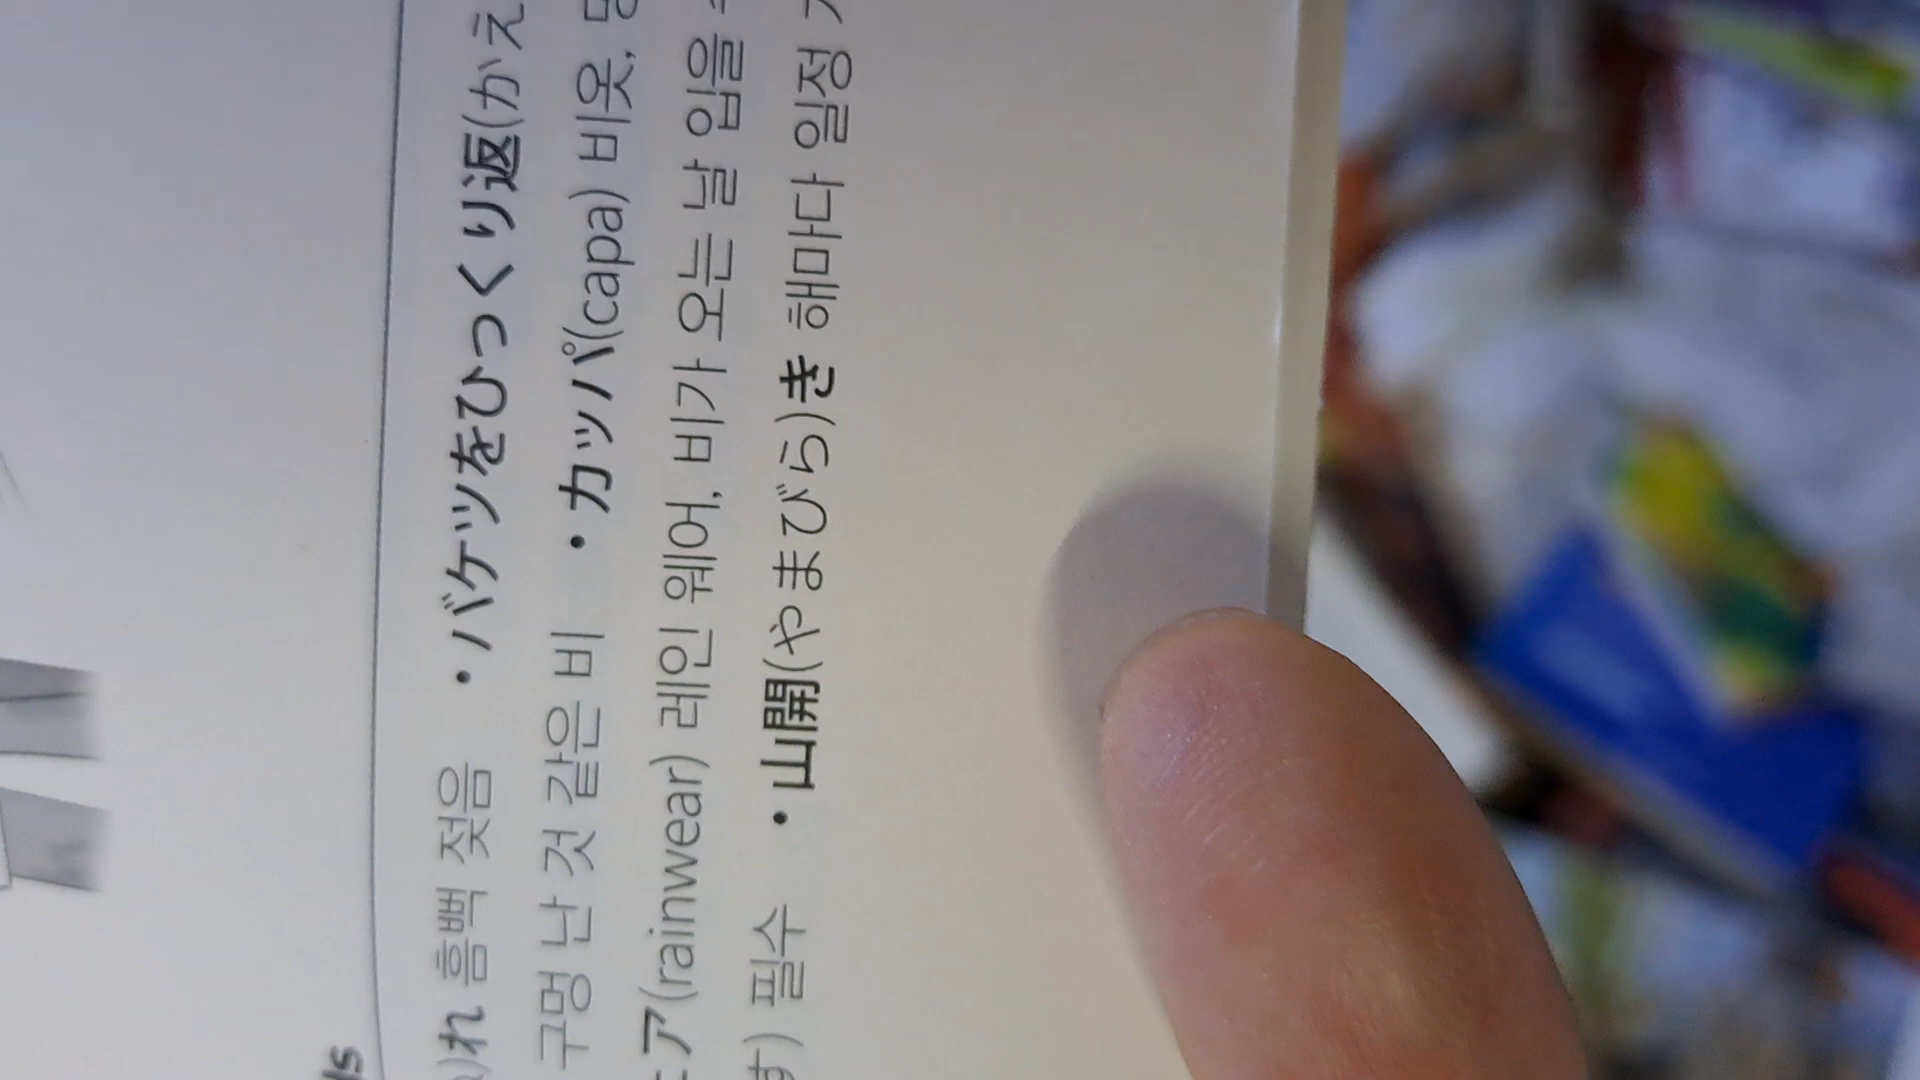 ls
)れ 흠뻑 젖음 ・バケツをひっくり返(かえ
구멍 난 것 같은 비 ・カッパ(capa) 비옷,
ェア(rainwear) 레인 웨어, 비가 오는 날 입을
す) 필수 ・山開(やまびら)き 해마다 일정